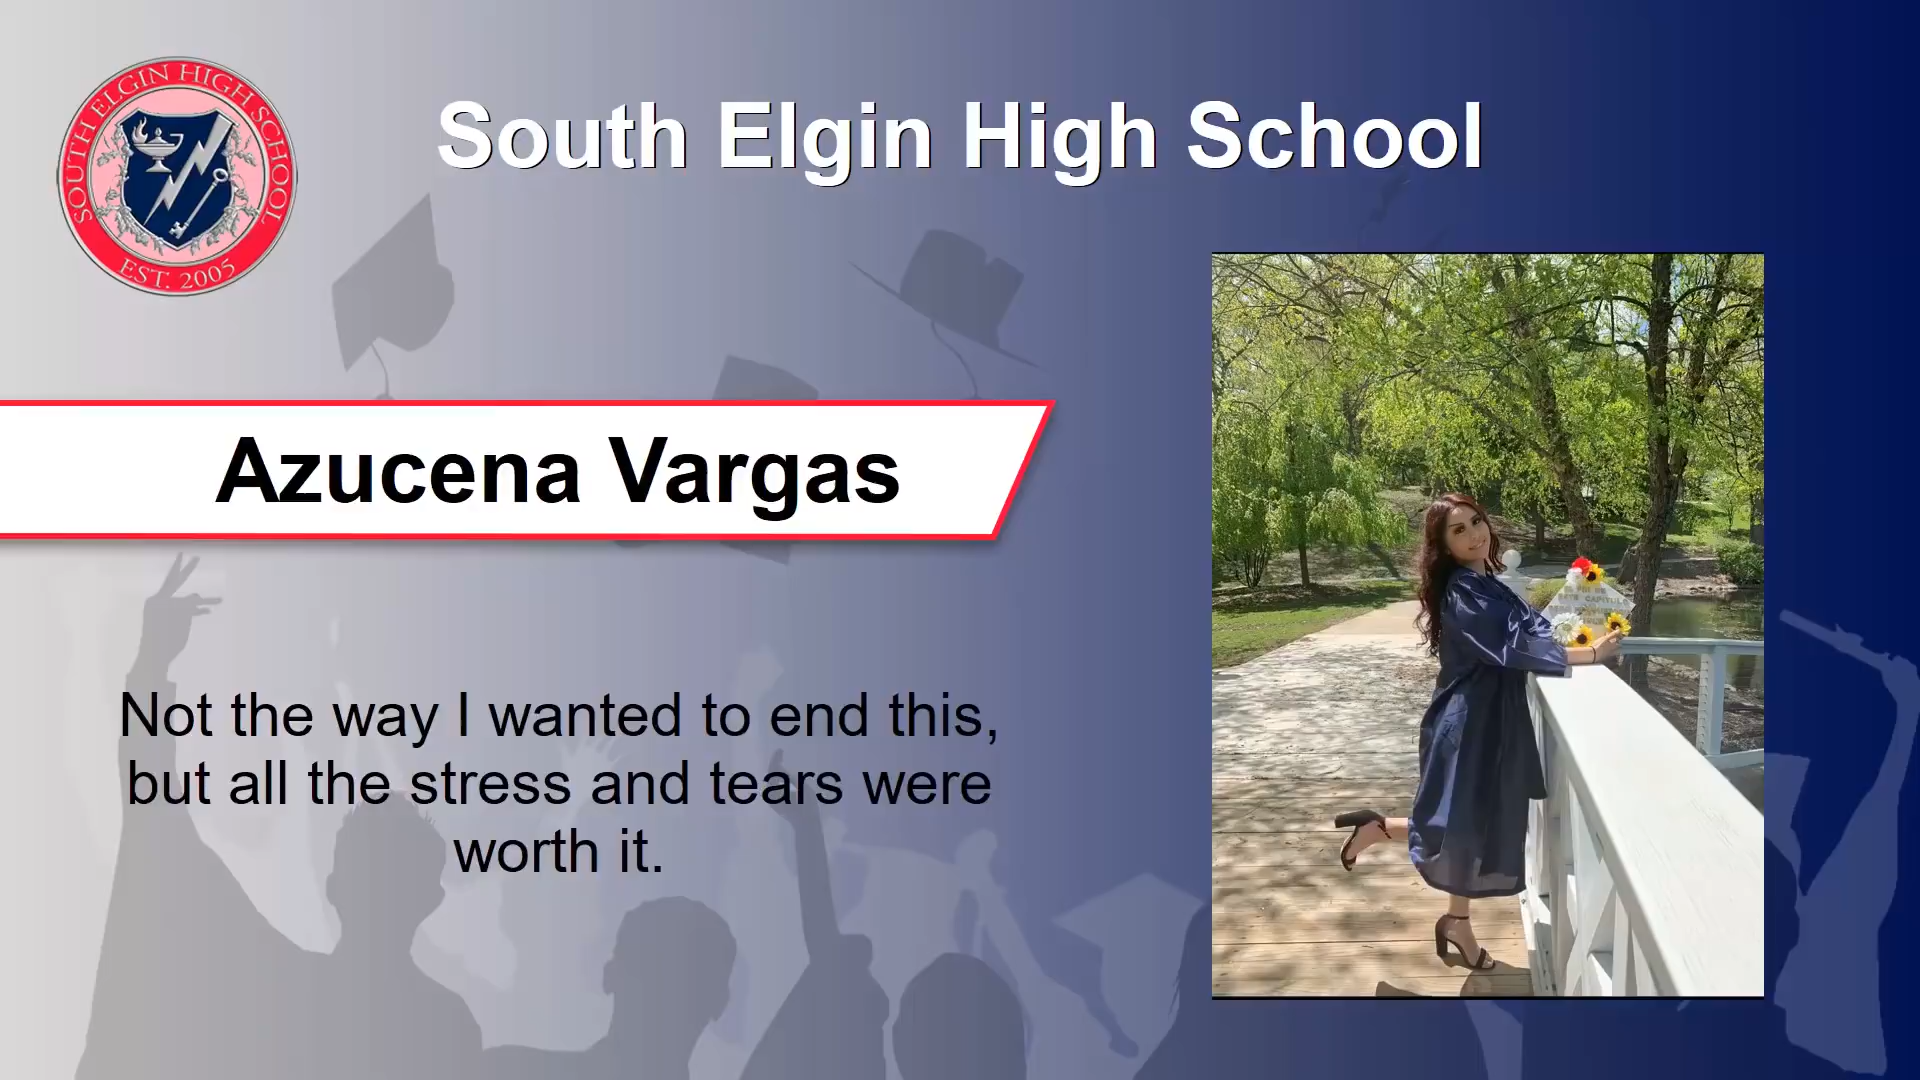 SOUTH ELGIN HIGH SCHOOL
EST. 2005
South Elgin High School
Azucena Vargas
Not the way I wanted to end this,
but all the stress and tears were
worth it.
CAPITULO